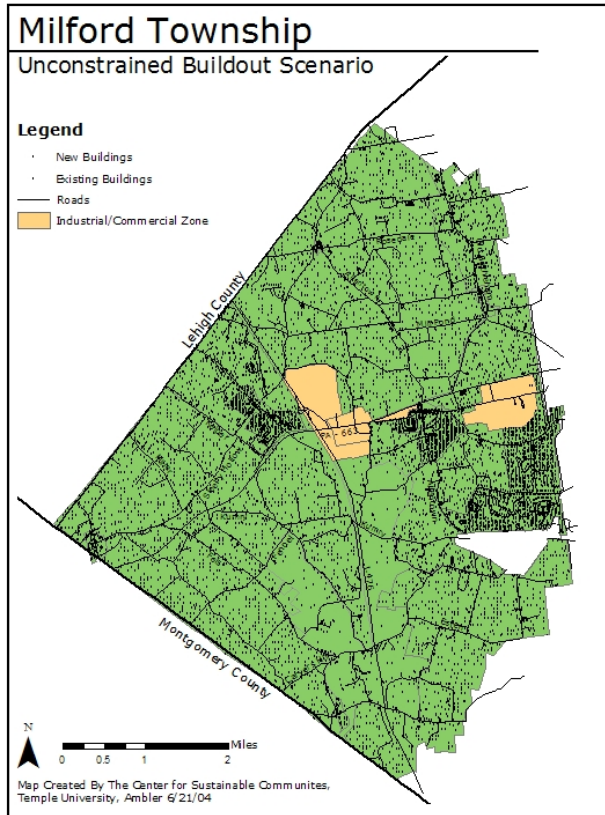 Milford Township
Unconstrained Buildout Scenario
Legend
New Buildings
Existing Buildings
Roads
Industrial/Commercial Zone
Lehigh County
PA - 663
Montgomery County
N
0 0.5 1 2 Miles
Map Created By The Center for Sustainable Communites,
Temple University, Ambler 6/21/04